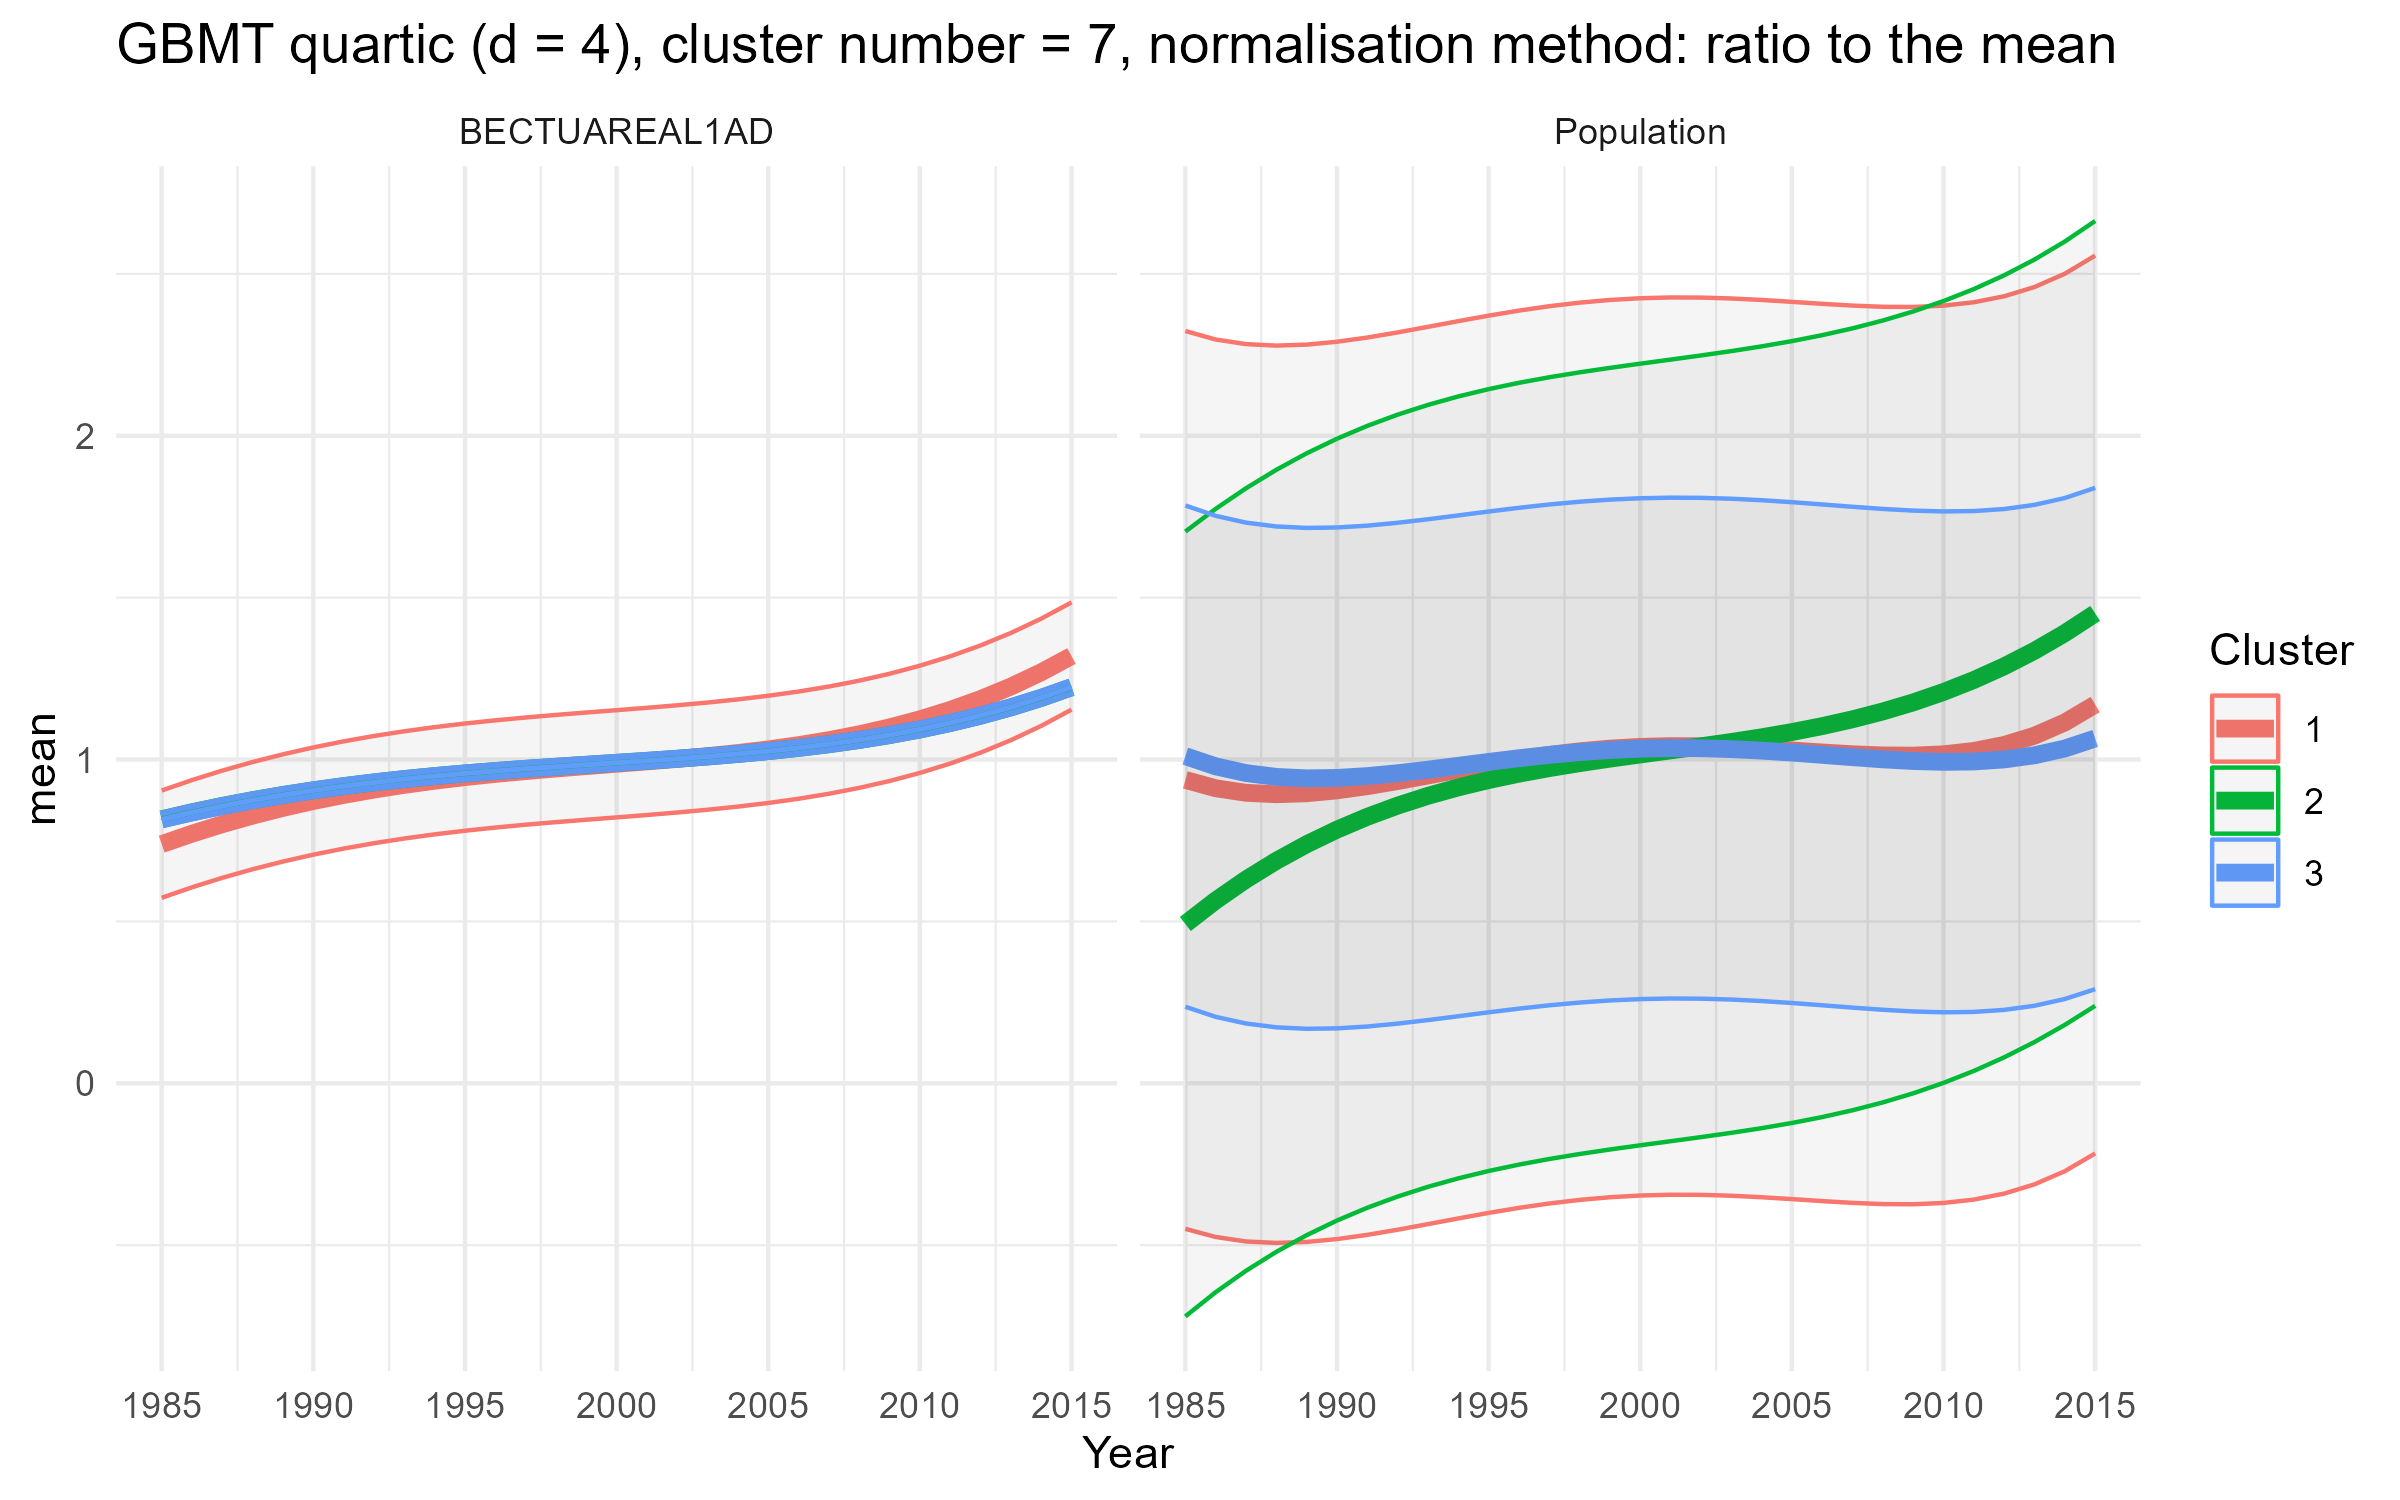 GBMT quartic (d = 4), cluster number = 7, normalisation method: ratio to the mean
BECTUAREAL1AD
Population
mean
2
1
0
1985 1990 1995 2000 2005 2010 2015
1985 1990 1995 2000 2005 2010 2015
Year
Cluster
1
2
3